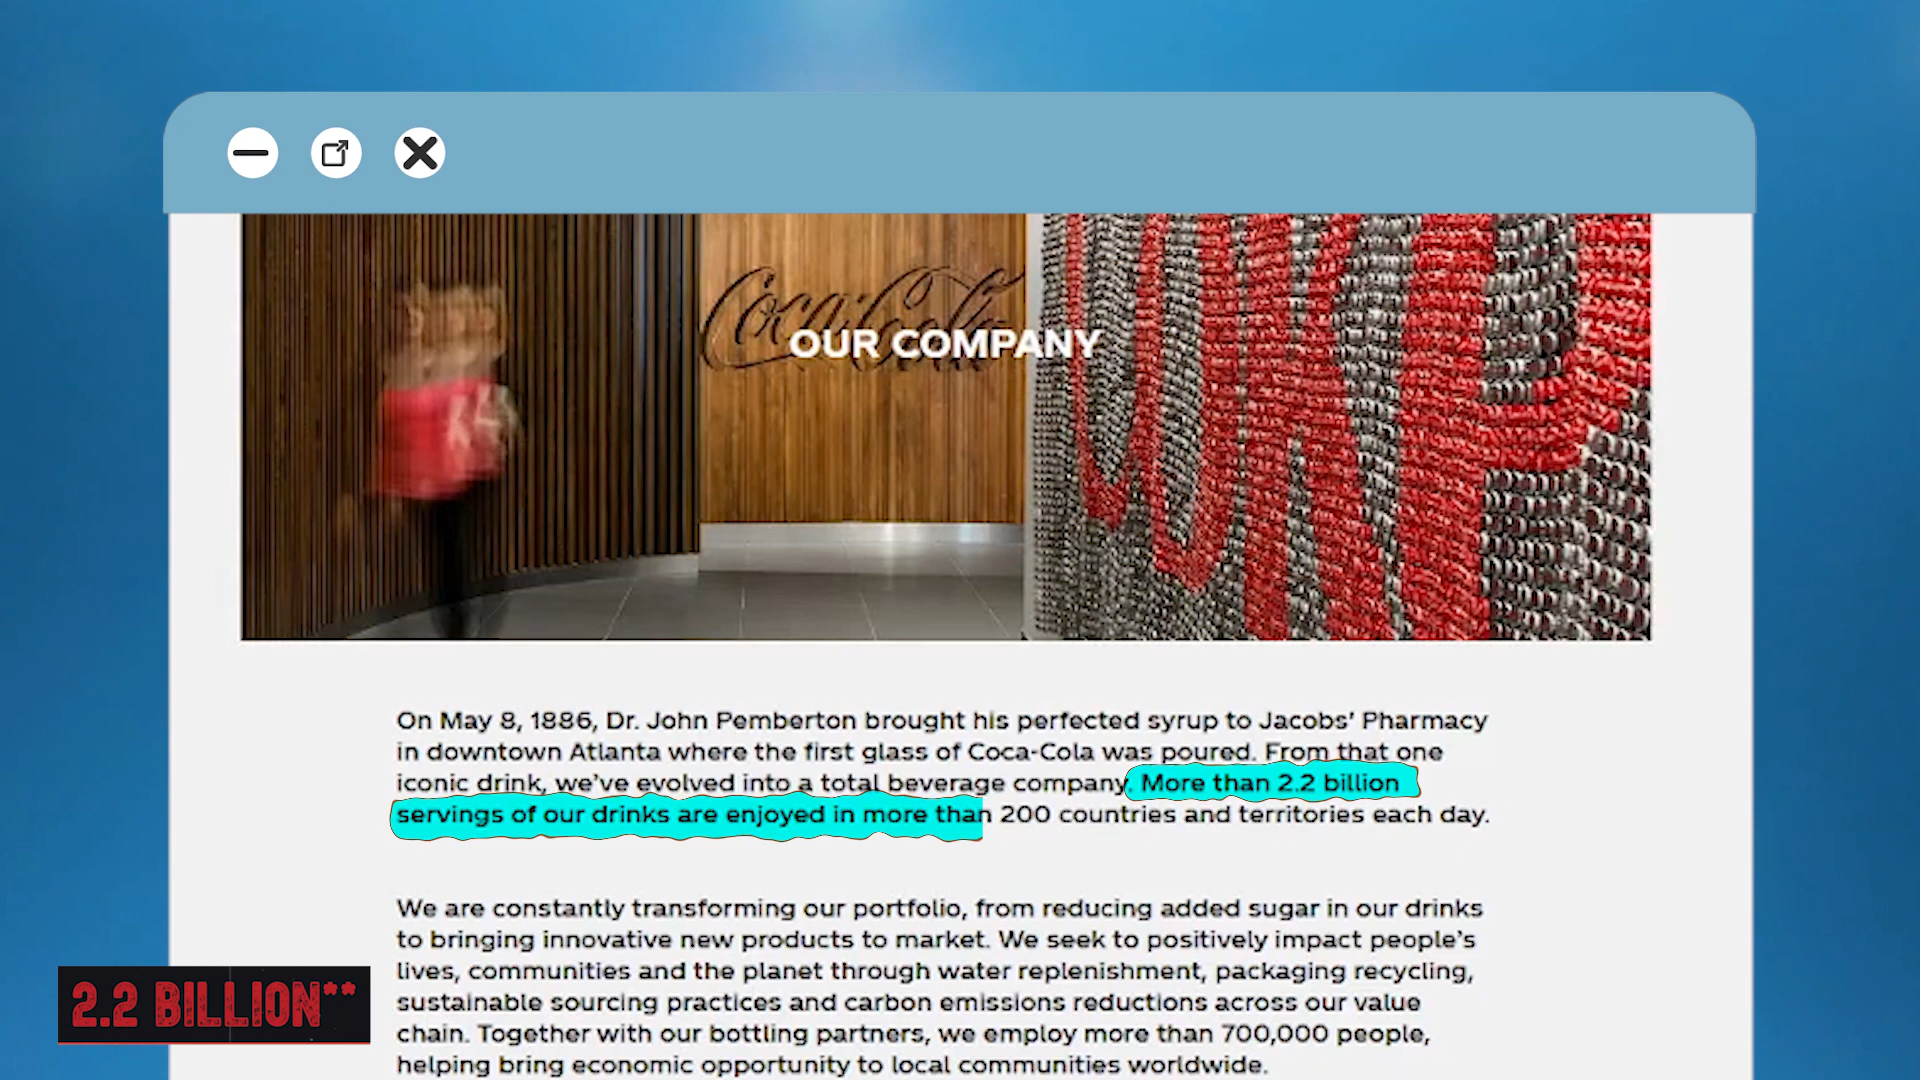 Coca-Cola
OUR COMPANY
On May 8, 1886, Dr. John Pemberton brought his perfected syrup to Jacobs' Pharmacy
in downtown Atlanta where the first glass of Coca-Cola was poured. From that one
iconic drink, we've evolved into a total beverage company. More than 2.2 billion
servings of our drinks are enjoyed in more than 200 countries and territories each day.
We are constantly transforming our portfolio, from reducing added sugar in our drinks
to bringing innovative new products to market. We seek to positively impact people's
lives, communities and the planet through water replenishment, packaging recycling,
sustainable sourcing practices and carbon emissions reductions across our value
chain. Together with our bottling partners, we employ more than 700,000 people,
helping bring economic opportunity to local communities worldwide.
2.2 BILLION**